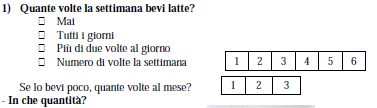 1) Quante volte la settimana bevi latte?
☐ Mai
☐ Tutti i giorni
☐ Più di due volte al giorno
☐ Numero di volte la settimana 1 2 3 4 5 6
Se lo bevi poco, quante volte al mese? 1 2 3
- In che quantità?